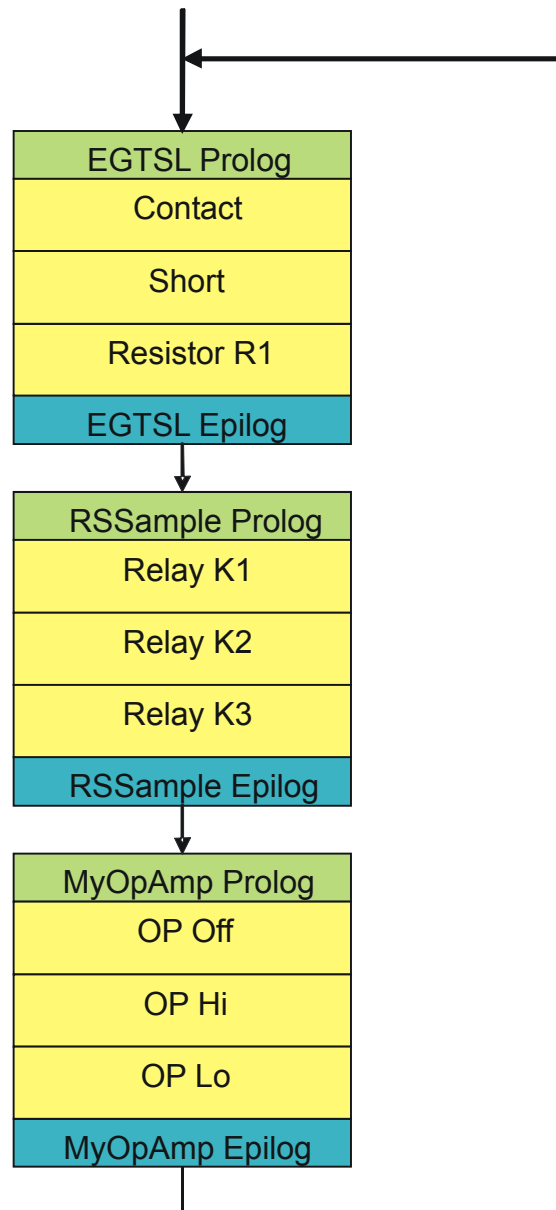 EGTSL Prolog
Contact
Short
Resistor R1
EGTSL Epilog
RSSample Prolog
Relay K1
Relay K2
Relay K3
RSSample Epilog
MyOpAmp Prolog
OP Off
OP Hi
OP Lo
MyOpAmp Epilog